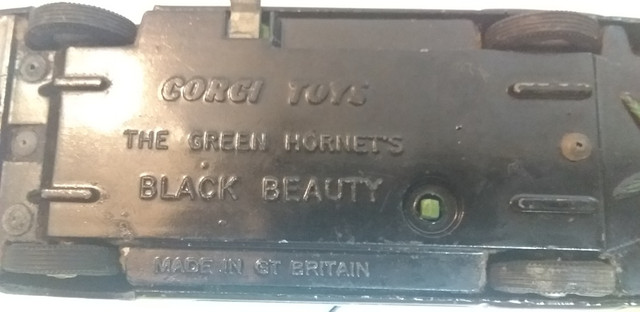 CORGI TOYS
THE GREEN HORNET'S
BLACK BEAUTY
MADE IN GT BRITAIN